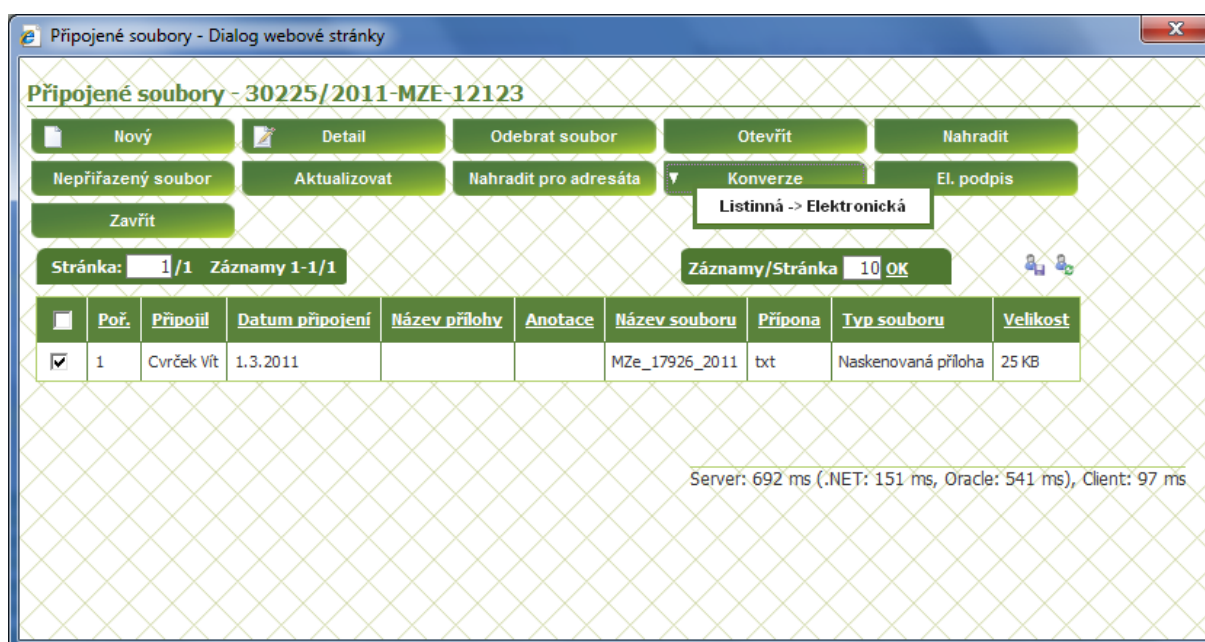 Připojené soubory - Dialog webové stránky
Připojené soubory - 30225/2011-MZE-12123
Nový Detail Odebrat soubor Otevřít Nahradit
Nepřiřazený soubor Aktualizovat Nahradit pro adresáta Konverze El. podpis
Listinná -> Elektronická
Zavřít
Stránka: 1 /1 Záznamy 1-1/1 Záznamy/Stránka 10 OK
Poř. Připojil Datum připojení Název přílohy Anotace Název souboru Přípona Typ souboru Velikost
1 Cvrček Vít 1.3.2011 MZe_17926_2011 txt Naskenovaná příloha 25 KB
Server: 692 ms (.NET: 151 ms, Oracle: 541 ms), Client: 97 ms